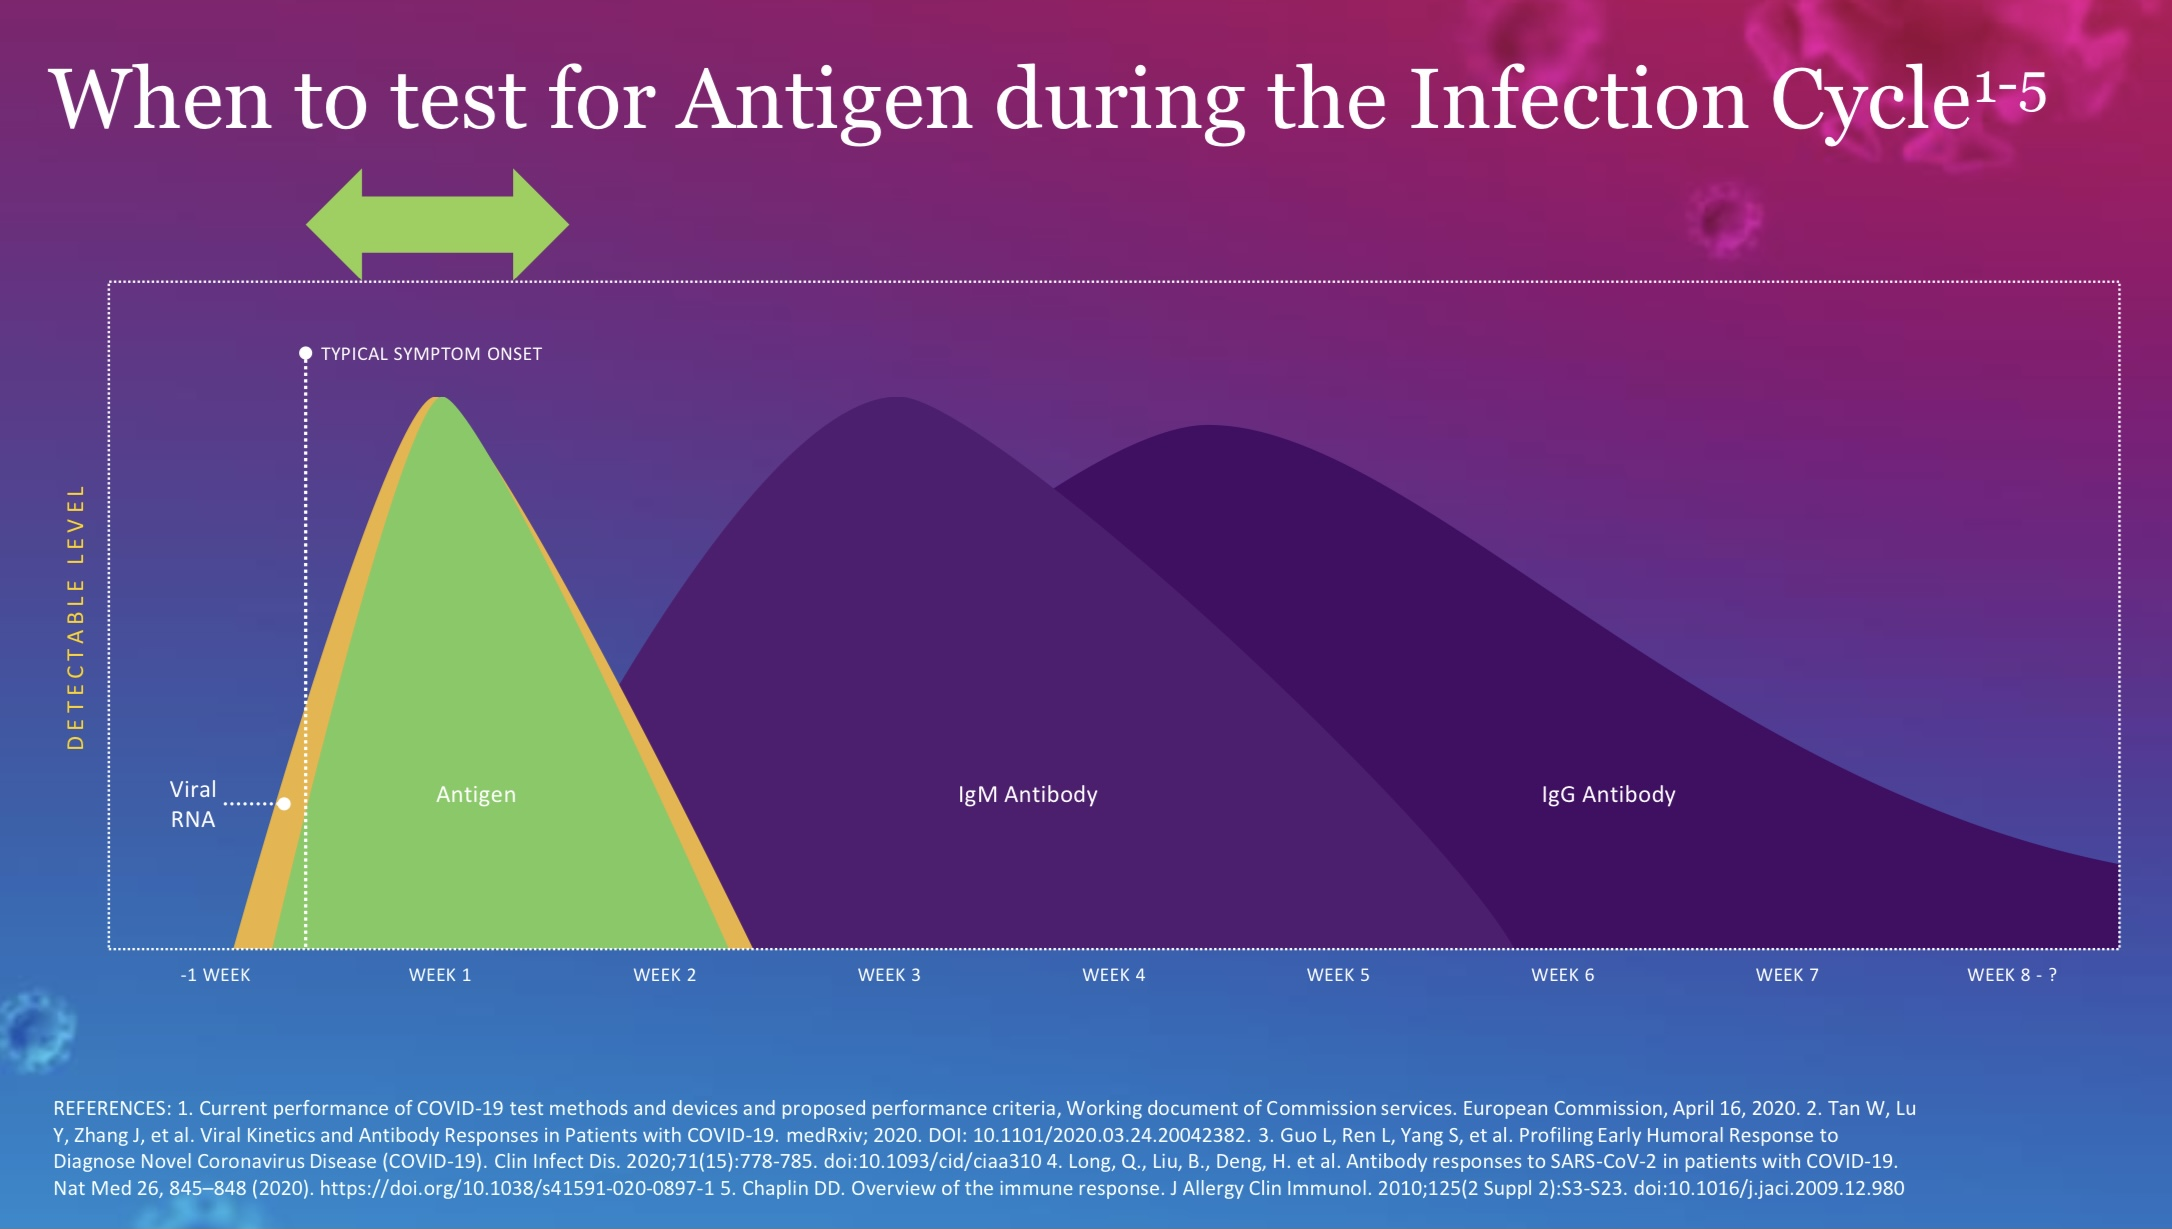 When to test for Antigen during the Infection Cycle¹⁻⁵
TYPICAL SYMPTOM ONSET
DETECTABLE LEVEL
Viral
RNA
Antigen
IgM Antibody
IgG Antibody
-1 WEEK
WEEK 1
WEEK 2
WEEK 3
WEEK 4
WEEK 5
WEEK 6
WEEK 7
WEEK 8 - ?
REFERENCES: 1. Current performance of COVID-19 test methods and devices and proposed performance criteria, Working document of Commission services. European Commission, April 16, 2020. 2. Tan W, Lu
Y, Zhang J, et al. Viral Kinetics and Antibody Responses in Patients with COVID-19. medRxiv; 2020. DOI: 10.1101/2020.03.24.20042382. 3. Guo L, Ren L, Yang S, et al. Profiling Early Humoral Response to
Diagnose Novel Coronavirus Disease (COVID-19). Clin Infect Dis. 2020;71(15):778-785. doi:10.1093/cid/ciaa310 4. Long, Q., Liu, B., Deng, H. et al. Antibody responses to SARS-CoV-2 in patients with COVID-19.
Nat Med 26, 845–848 (2020). https://doi.org/10.1038/s41591-020-0897-1 5. Chaplin DD. Overview of the immune response. J Allergy Clin Immunol. 2010;125(2 Suppl 2):S3-S23. doi:10.1016/j.jaci.2009.12.980